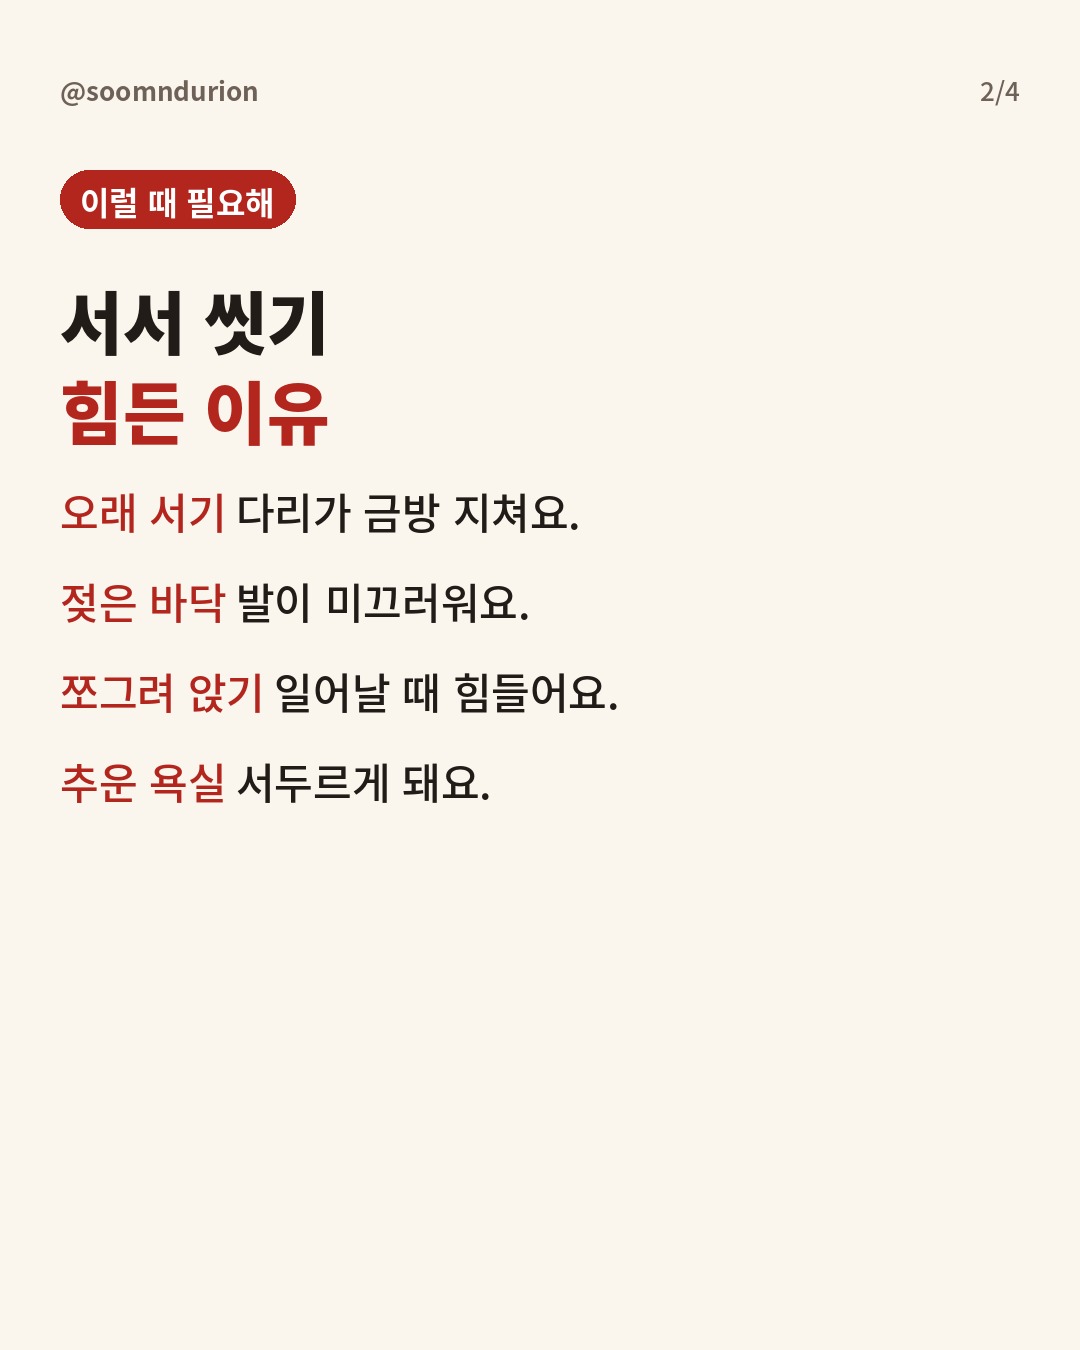 @soomndurion
2/4
이럴 때 필요해
서서 씻기
힘든 이유
오래 서기 다리가 금방 지쳐요.
젖은 바닥 발이 미끄러워요.
쪼그려 앉기 일어날 때 힘들어요.
추운 욕실 서두르게 돼요.